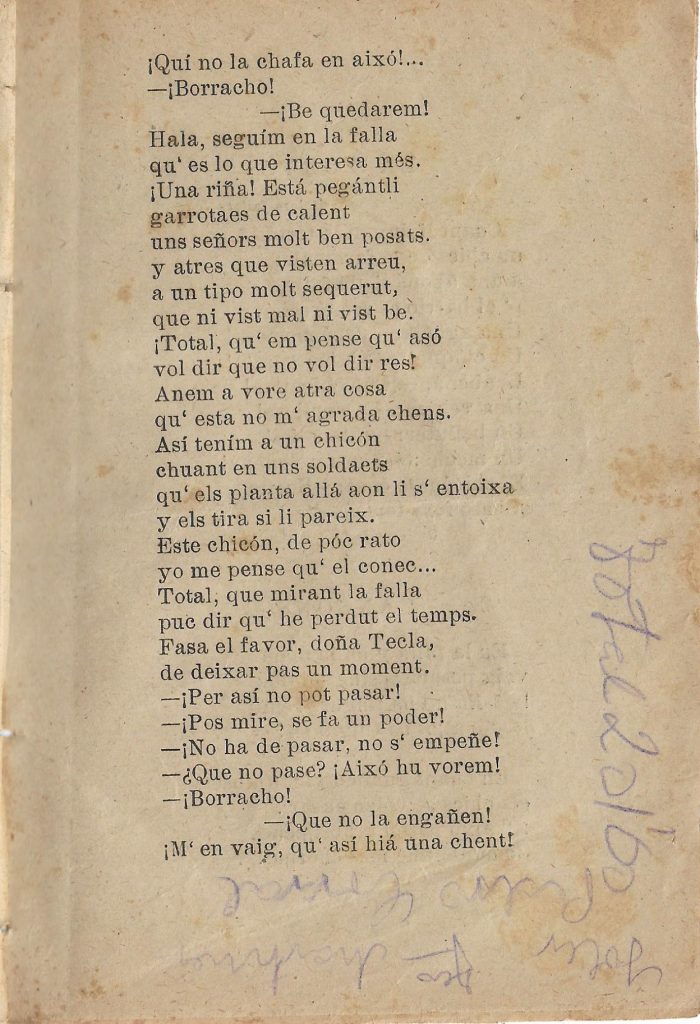 ¡Quí no la chafa en aixó!...
—¡Borracho!
—¡Be quedarem!
Hala, seguím en la falla
qu‘ es lo que interesa més.
¡Una riña! Está pegántli
garrotaes de calent
uns señors molt ben posats.
y atres que visten arreu,
a un tipo molt sequerut,
que ni vist mal ni vist be.
¡Total, qu‘ em pense qu‘ asó
vol dir que no vol dir res!
Anem a vore atra cosa
qu‘ esta no m‘ agrada chens.
Así tením a un chicón
chuant en uns soldaets
qu‘ els planta allá aon li s‘ entoixa
y els tira si li pareix.
Este chicón, de póc rato
yo me pense qu‘ el conec...
Total, que mirant la falla
puc dir qu‘ he perdut el temps.
Fasa el favor, doña Tecla,
de deixar pas un moment.
—¡Per así no pot pasar!
—¡Pos mire, se fa un poder!
—¡No ha de pasar, no s‘ empeñe!
—¿Que no pase? ¡Aixó hu vorem!
—¡Borracho!
—¡Que no la engañen!
¡M‘ en vaig, qu‘ así hiá una chent!